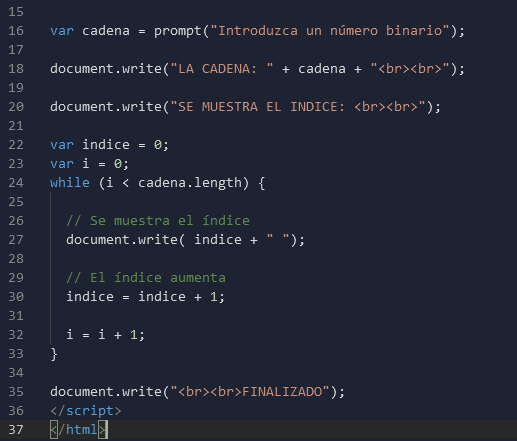 15
16 var cadena = prompt("Introduzca un número binario");
17
18 document.write("LA CADENA: " + cadena + "<br><br>");
19
20 document.write("SE MUESTRA EL INDICE: <br><br>");
21
22 var indice = 0;
23 var i = 0;
24 while (i < cadena.length) {
25
26 // Se muestra el índice
27 document.write( indice + " ");
28
29 // El índice aumenta
30 indice = indice + 1;
31
32 i = i + 1;
33 }
34
35 document.write("<br><br>FINALIZADO");
36 </script>
37 </html>